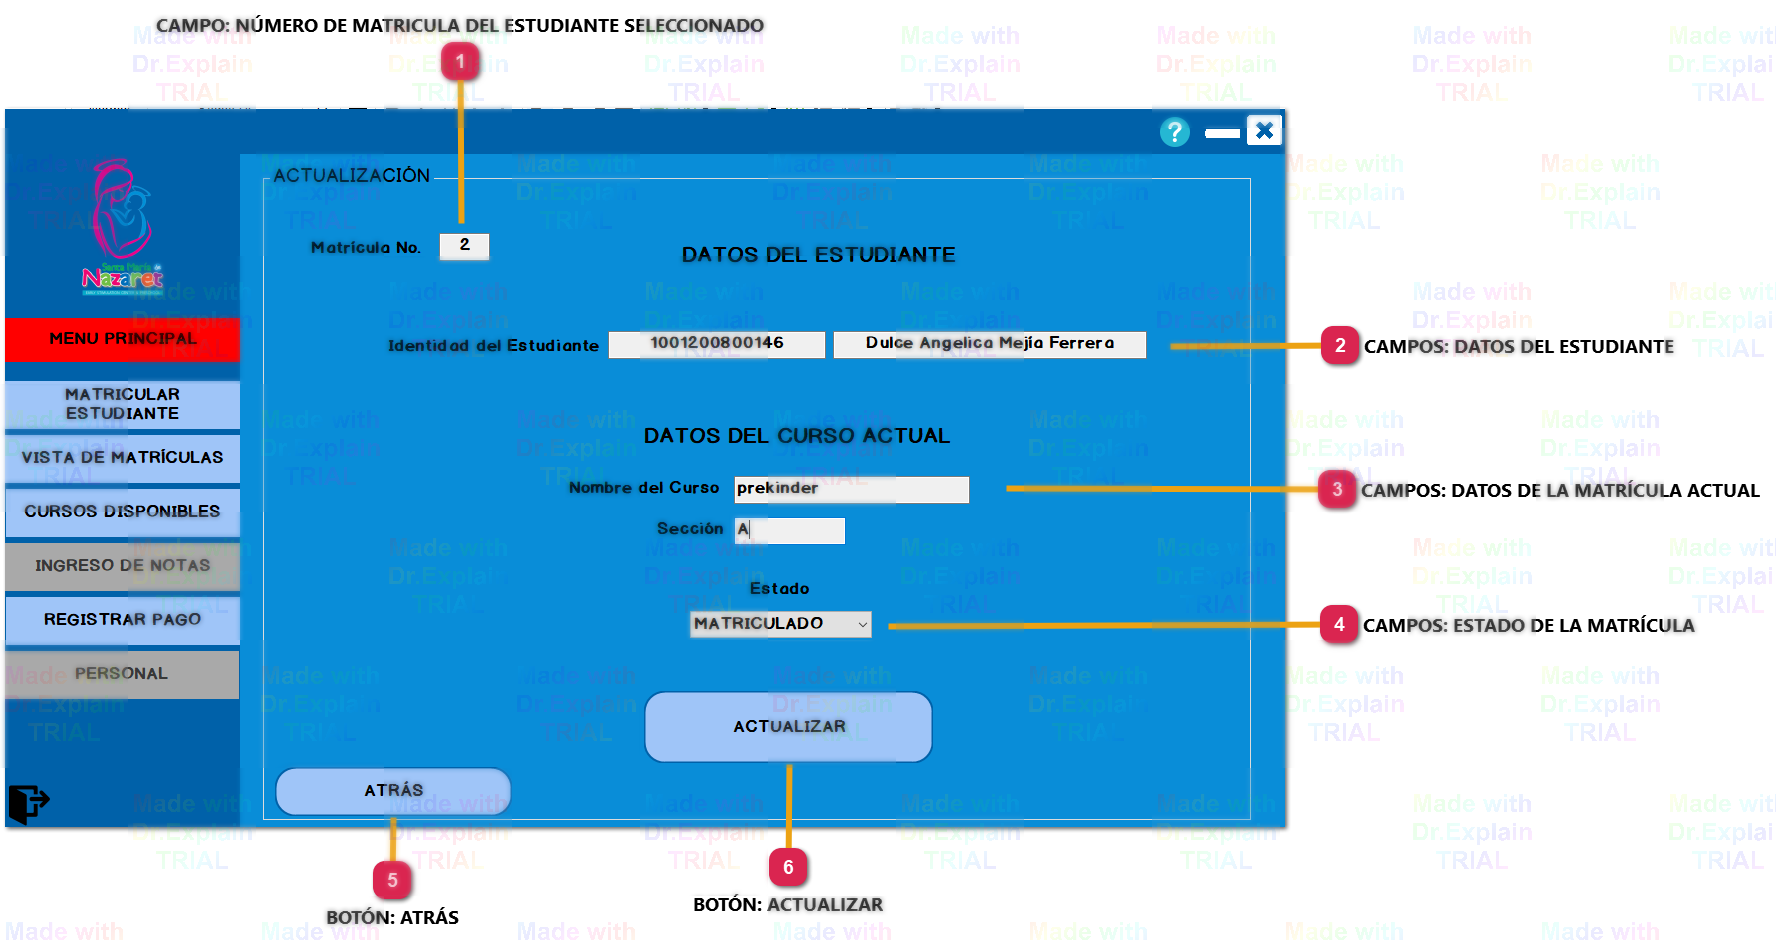 CAMPO: NÚMERO DE MATRICULA DEL ESTUDIANTE SELECCIONADO
1
ACTUALIZACIÓN
Matrícula No. 2
DATOS DEL ESTUDIANTE
Santa María de
Nazaret
MENU PRINCIPAL
MATRICULAR
ESTUDIANTE
VISTA DE MATRÍCULAS
CURSOS DISPONIBLES
INGRESO DE NOTAS
REGISTRAR PAGO
PERSONAL
Identidad del Estudiante 1001200800146 Dulce Angelica Mejía Ferrera
2 CAMPOS: DATOS DEL ESTUDIANTE
DATOS DEL CURSO ACTUAL
Nombre del Curso prekinder
3 CAMPOS: DATOS DE LA MATRÍCULA ACTUAL
Sección A
Estado
MATRICULADO
4 CAMPOS: ESTADO DE LA MATRÍCULA
ACTUALIZAR
ATRÁS
5
BOTÓN: ATRÁS
6
BOTÓN: ACTUALIZAR
?
Made with
Dr.Explain
TRIAL